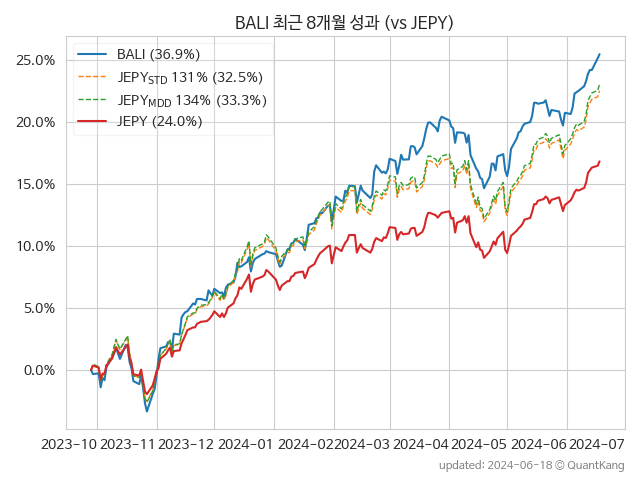 BALI 최근 8개월 성과 (vs JEPY)
BALI (36.9%)
JEPYSTD 131% (32.5%)
JEPYMDD 134% (33.3%)
JEPY (24.0%)
25.0%
20.0%
15.0%
10.0%
5.0%
0.0%
2023-10 2023-11 2023-12 2024-01 2024-02 2024-03 2024-04 2024-05 2024-06 2024-07
updated: 2024-06-18 © QuantKang